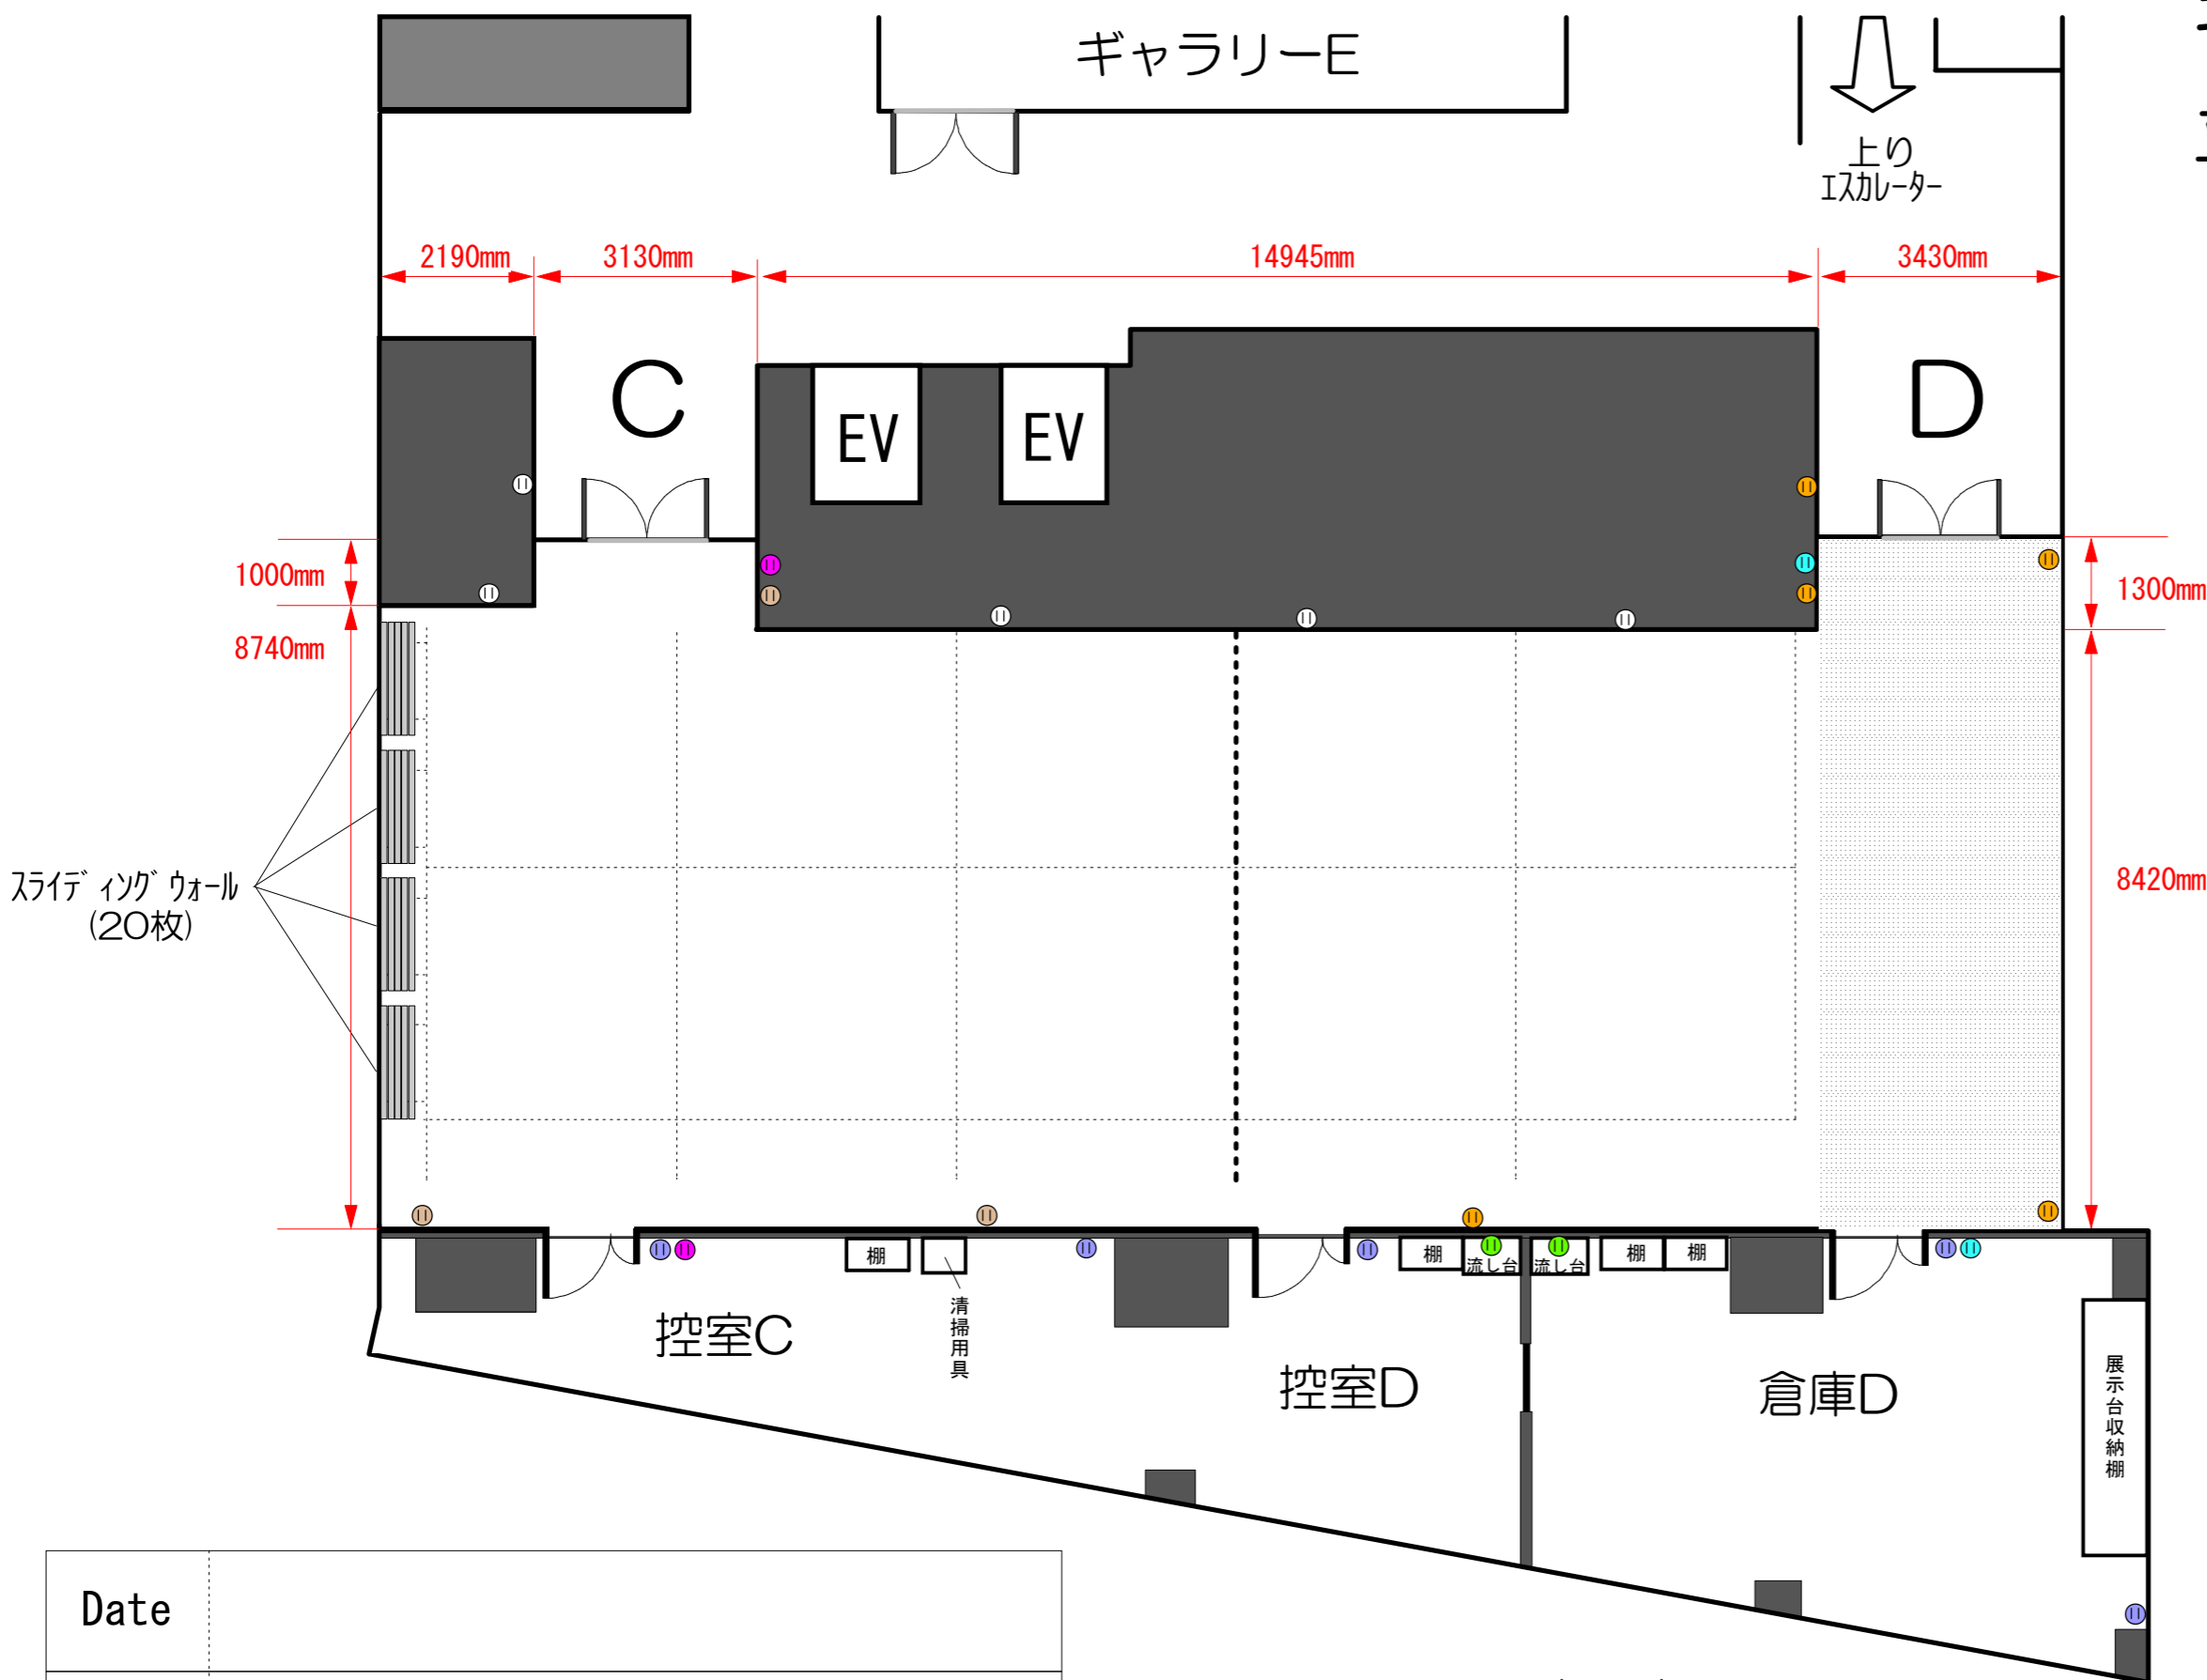 ギャラリーE
上り
エスカレーター
2190mm
3130mm
14945mm
3430mm
C
EV
EV
D
1000mm
8740mm
1300mm
8420mm
スライディングウォール
(20枚)
棚
清掃用具
棚
流し台
流し台
棚
棚
控室C
控室D
倉庫D
展示台収納棚
Date